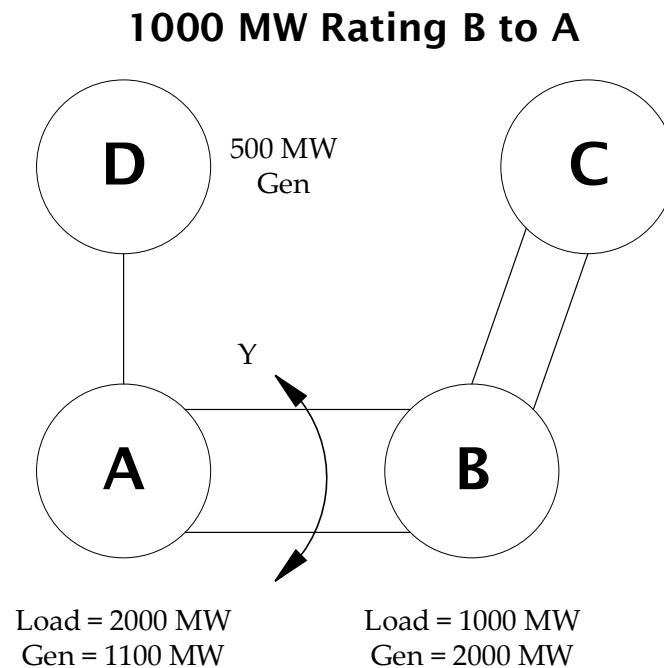 1000 MW Rating B to A
D
500 MW
Gen
C
Y
A
B
Load = 2000 MW
Gen = 1100 MW
Load = 1000 MW
Gen = 2000 MW